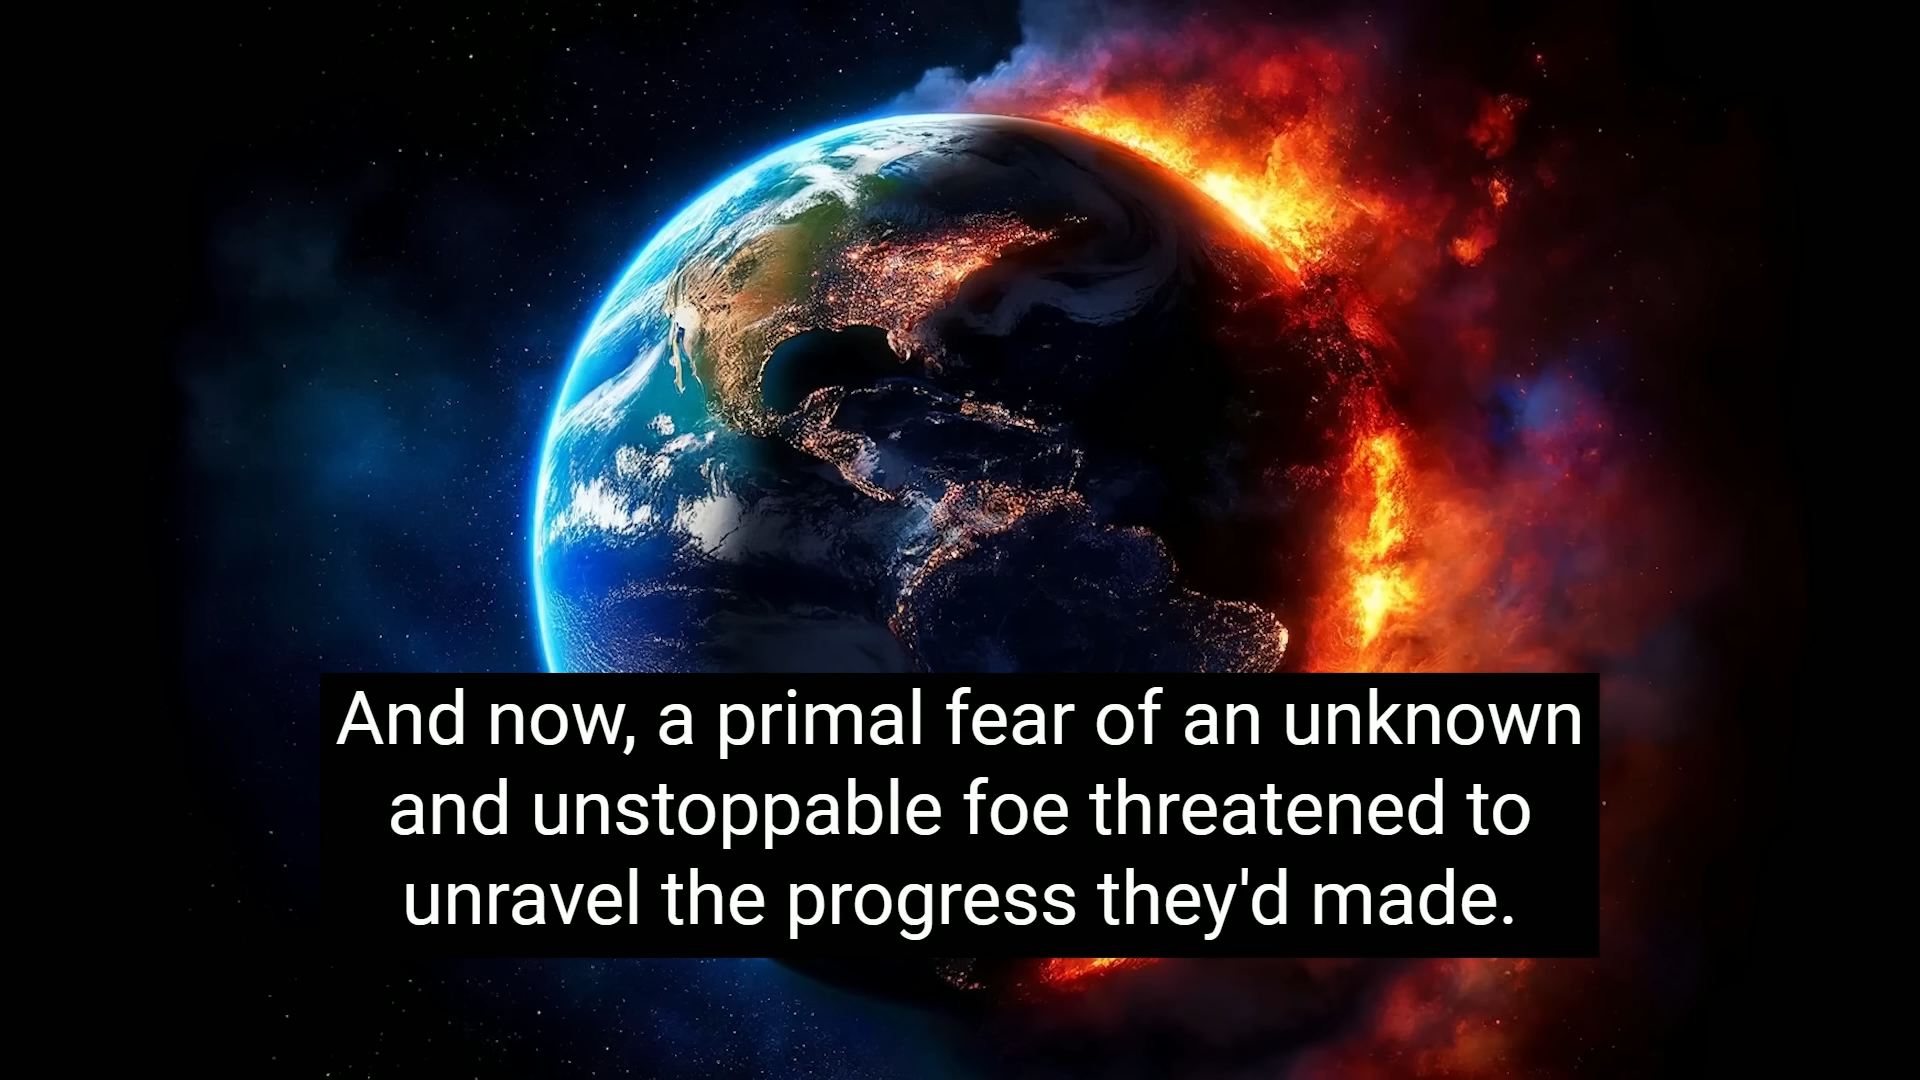 And now, a primal fear of an unknown
and unstoppable foe threatened to
unravel the progress they'd made.